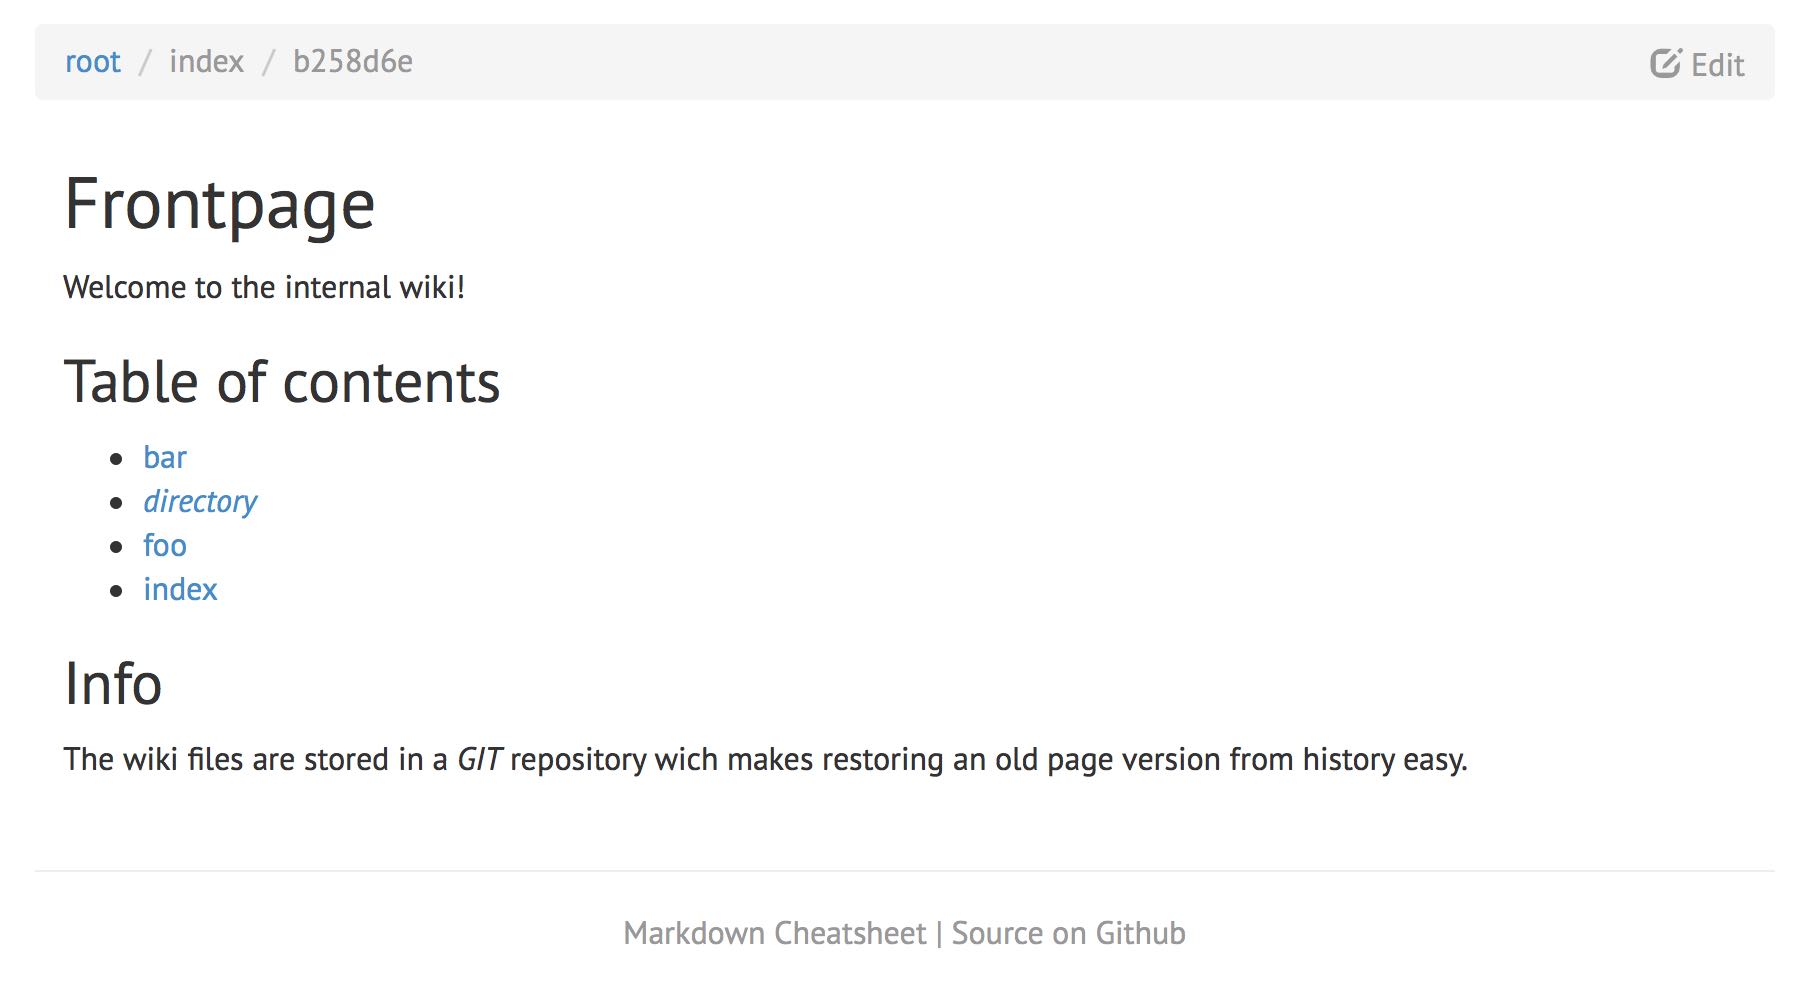 root / index / b258d6e Edit
Frontpage
Welcome to the internal wiki!
Table of contents
bar
directory
foo
index
Info
The wiki files are stored in a GIT repository wich makes restoring an old page version from history easy.
Markdown Cheatsheet | Source on Github